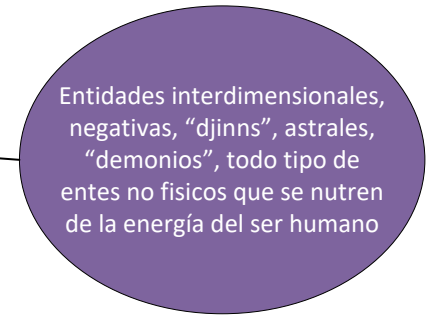 Entidades interdimensionales,
negativas, “djinns”, astrales,
“demonios”, todo tipo de
entes no fisicos que se nutren
de la energía del ser humano